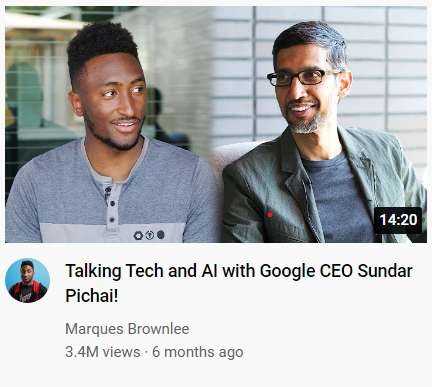 14:20
Talking Tech and AI with Google CEO Sundar
Pichai!
Marques Brownlee
3.4M views · 6 months ago